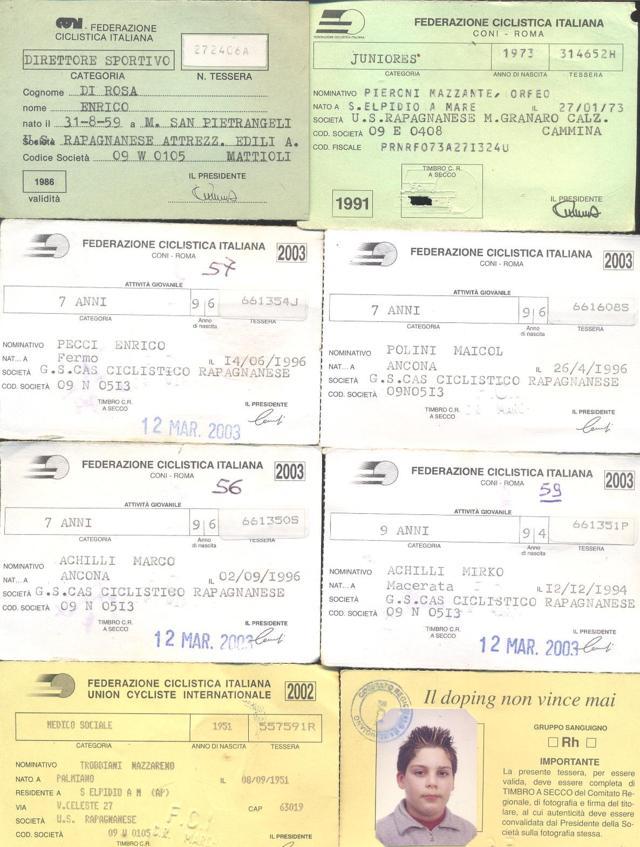 CONI - FEDERAZIONE
CICLISTICA ITALIANA
DIRETTORE SPORTIVO
272406A
CATEGORIA
N. TESSERA
Cognome DI ROSA
nome ENRICO
nato il 31-8-59 a M. SAN PIETRANGELI
Società U.S. RAPAGNANESE ATTREZZ. EDILI A.
Codice Società 09 W 0105 MATTIOLI
1986
validità
IL PRESIDENTE
FEDERAZIONE CICLISTICA ITALIANA
CONI - ROMA
JUNIORES
1973
314652H
CATEGORIA
ANNO DI NASCITA
TESSERA
NOMINATIVO PIERONI MAZZANTE, ORFEO
NATO A S.ELPIDIO A MARE IL 27/01/73
SOCIETÀ U.S.RAPAGNANESE M.GRANARO CALZ.
COD. SOCIETÀ 09 E 0408 CAMMINA
COD. FISCALE PRNRFO73A27I324U
TIMBRO C.R.
A SECCO
1991
IL PRESIDENTE
FEDERAZIONE CICLISTICA ITALIANA
CONI - ROMA
2003
57
ATTIVITÀ GIOVANILE
7 ANNI
9 6
661354J
CATEGORIA
Anno di nascita
TESSERA
NOMINATIVO PECCI ENRICO
NAT... A Fermo IL 14/06/1996
SOCIETÀ G.S.CAS CICLISTICO RAPAGNANESE
COD. SOCIETÀ 09 N 0513
TIMBRO C.R.
A SECCO
IL PRESIDENTE
12 MAR. 2003
FEDERAZIONE CICLISTICA ITALIANA
CONI - ROMA
2003
ATTIVITÀ GIOVANILE
7 ANNI
9 6
661608S
CATEGORIA
Anno di nascita
TESSERA
NOMINATIVO POLINI MAICOL
NAT... A ANCONA IL 26/4/1996
SOCIETÀ G.S.CAS CICLISTICO RAPAGNANESE
COD. SOCIETÀ 09N0513
TIMBRO C.R.
A SECCO
IL PRESIDENTE
FEDERAZIONE CICLISTICA ITALIANA
CONI - ROMA
2003
56
ATTIVITÀ GIOVANILE
7 ANNI
9 6
661350S
CATEGORIA
Anno di nascita
TESSERA
NOMINATIVO ACHILLI MARCO
NAT... A ANCONA IL 02/09/1996
SOCIETÀ G.S.CAS CICLISTICO RAPAGNANESE
COD. SOCIETÀ 09 N 0513
TIMBRO C.R.
A SECCO
IL PRESIDENTE
12 MAR. 2003
FEDERAZIONE CICLISTICA ITALIANA
CONI - ROMA
2003
59
ATTIVITÀ GIOVANILE
9 ANNI
9 4
661351P
CATEGORIA
Anno di nascita
TESSERA
NOMINATIVO ACHILLI MIRKO
NAT... A Macerata IL 12/12/1994
SOCIETÀ G.S.CAS CICLISTICO RAPAGNANESE
COD. SOCIETÀ 09 N 0513
TIMBRO C.R.
A SECCO
IL PRESIDENTE
12 MAR. 2003
FEDERAZIONE CICLISTICA ITALIANA
UNION CYCLISTE INTERNATIONALE
2002
MEDICO SOCIALE
1951
557591R
CATEGORIA
ANNO DI NASCITA
TESSERA
NOMINATIVO TROBBIANI NAZZARENO
NATO A PALMIANO IL 08/09/1951
RESIDENTE A S ELPIDIO A M (AP)
VIA V.CELESTE 27 CAP 63019
SOCIETÀ U.S. RAPAGNANESE
COD. SOCIETÀ 09 W 0105
TIMBRO C.R.
IL PRESIDENTE
Il doping non vince mai
GRUPPO SANGUIGNO
Rh
IMPORTANTE
La presente tessera, per essere
valida, deve essere completa di
TIMBRO A SECCO del Comitato Re-
gionale, di fotografia e firma del tito-
lare, al cui autenticità deve essere
convalidata dal Presidente della So-
cietà sulla fotografia stessa.